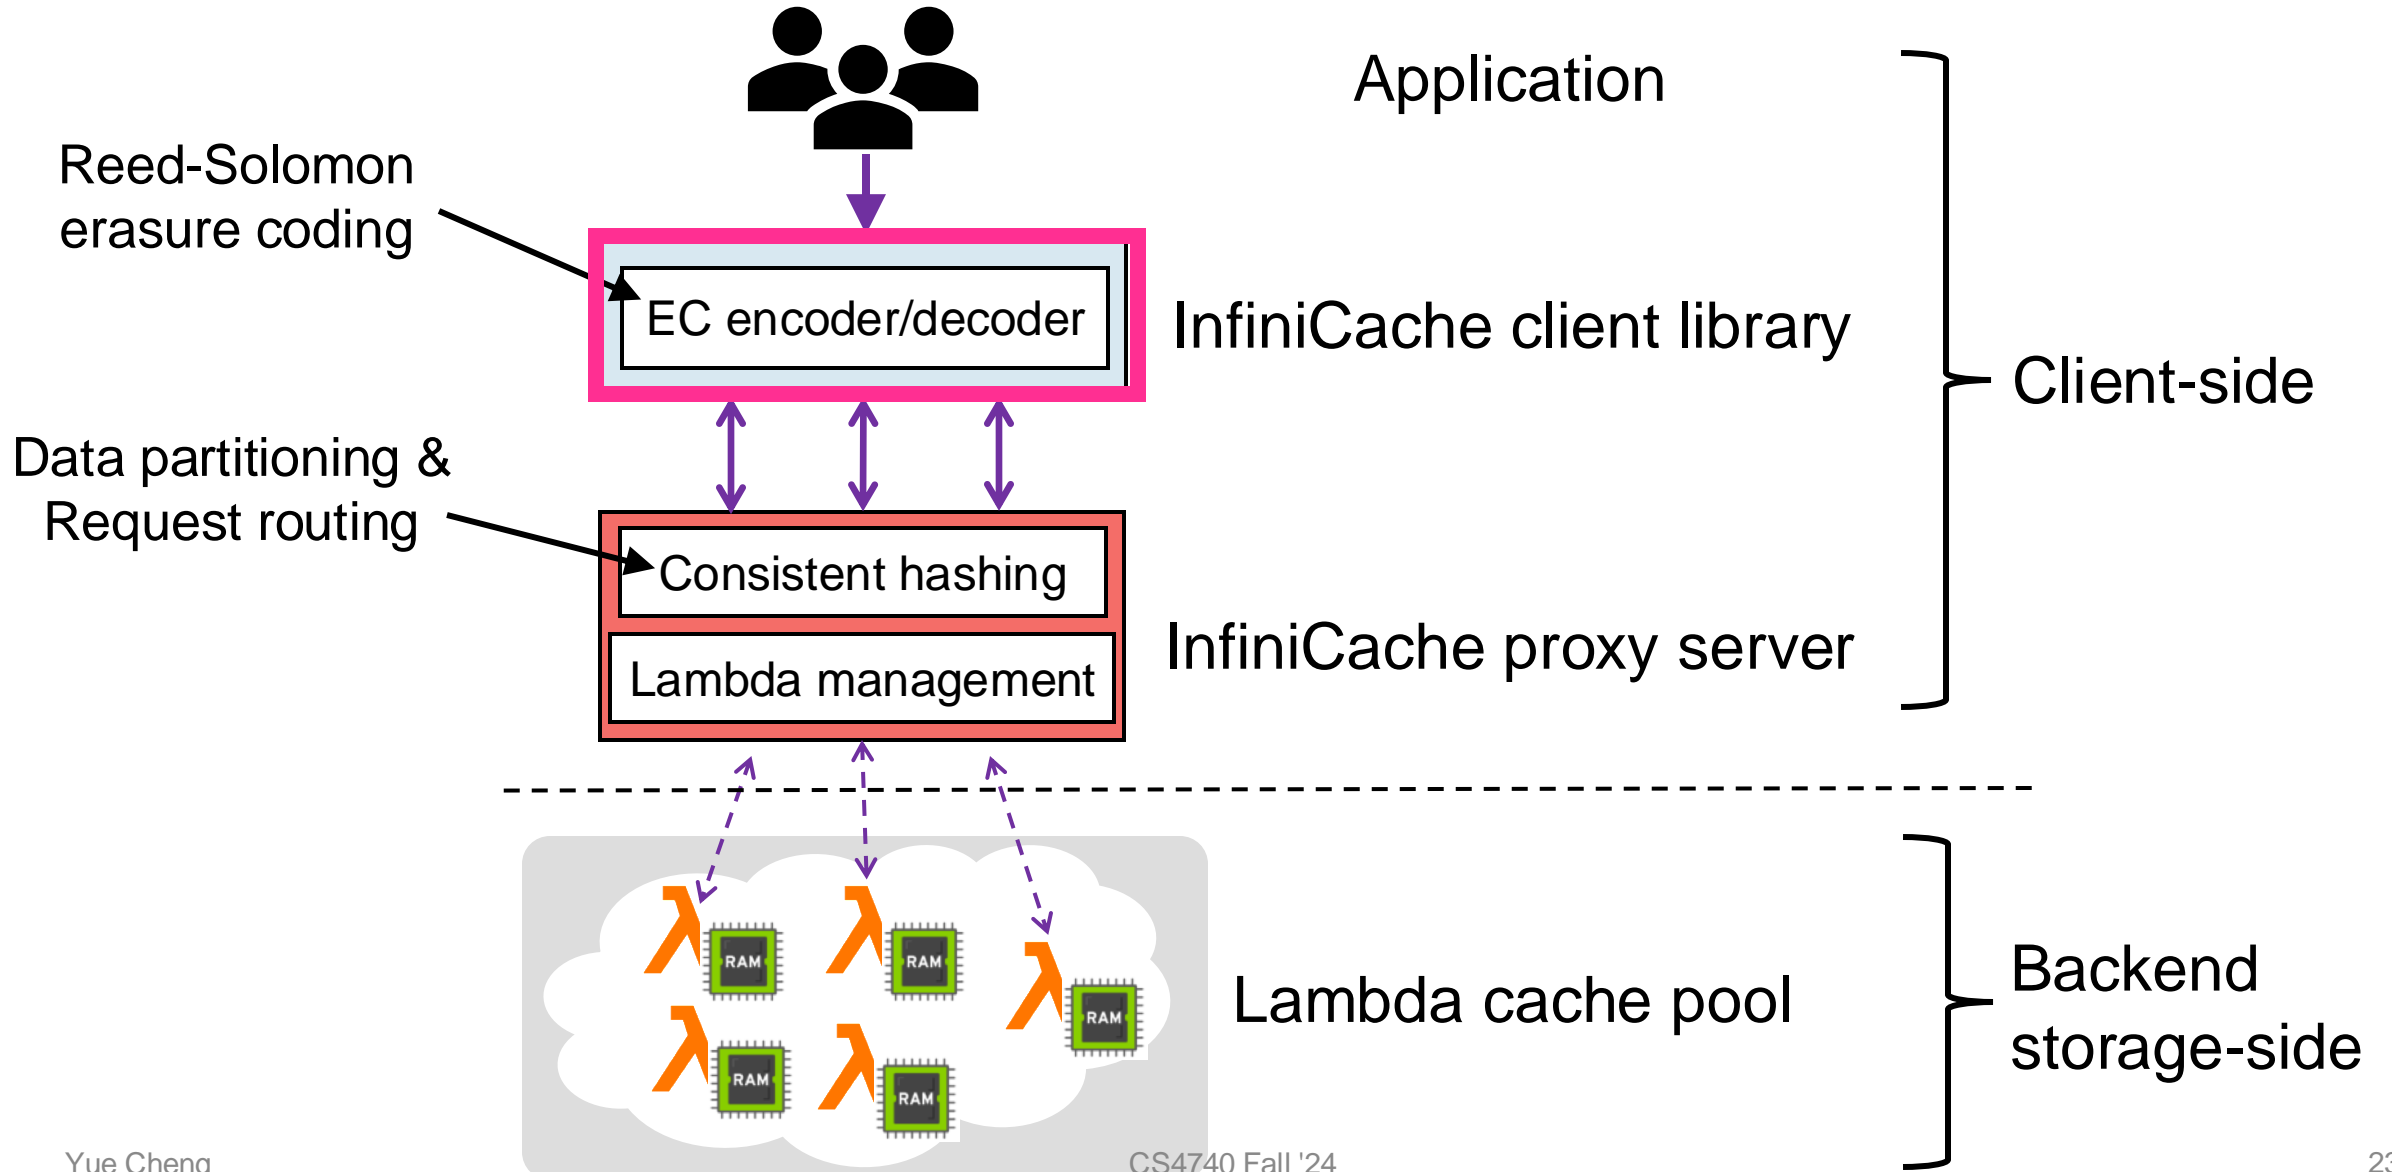 Application
Reed-Solomon
erasure coding
EC encoder/decoder
InfiniCache client library
Client-side
Data partitioning &
Request routing
Consistent hashing
InfiniCache proxy server
Lambda management
RAM
RAM
RAM
RAM
RAM
Lambda cache pool
Backend
storage-side
Yue Cheng
CS4740 Fall '24
23